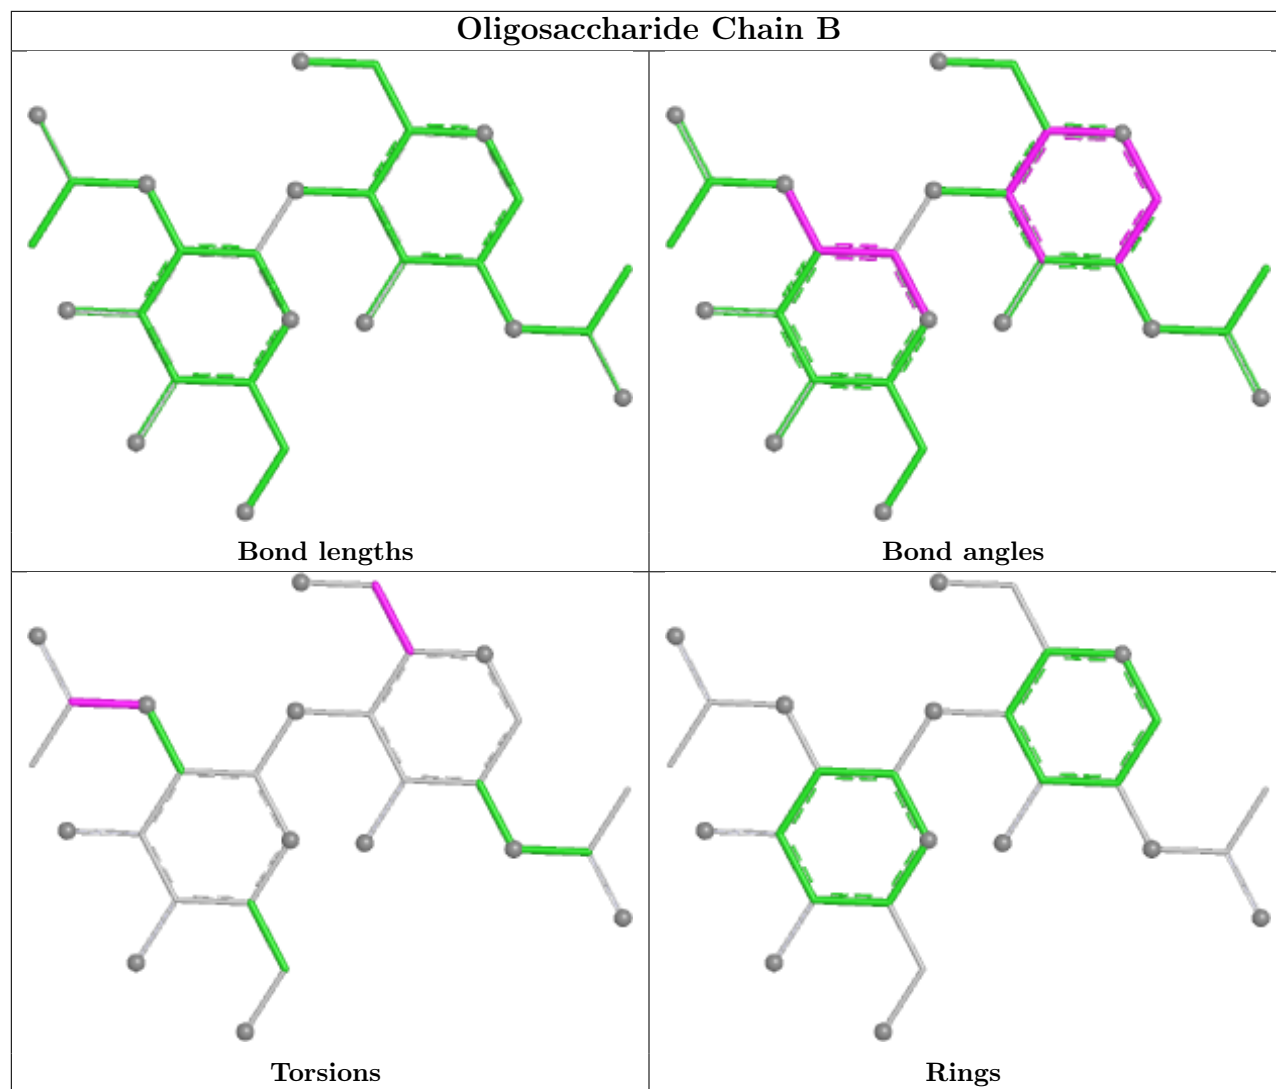 Oligosaccharide Chain B
Bond lengths
Bond angles
Torsions
Rings